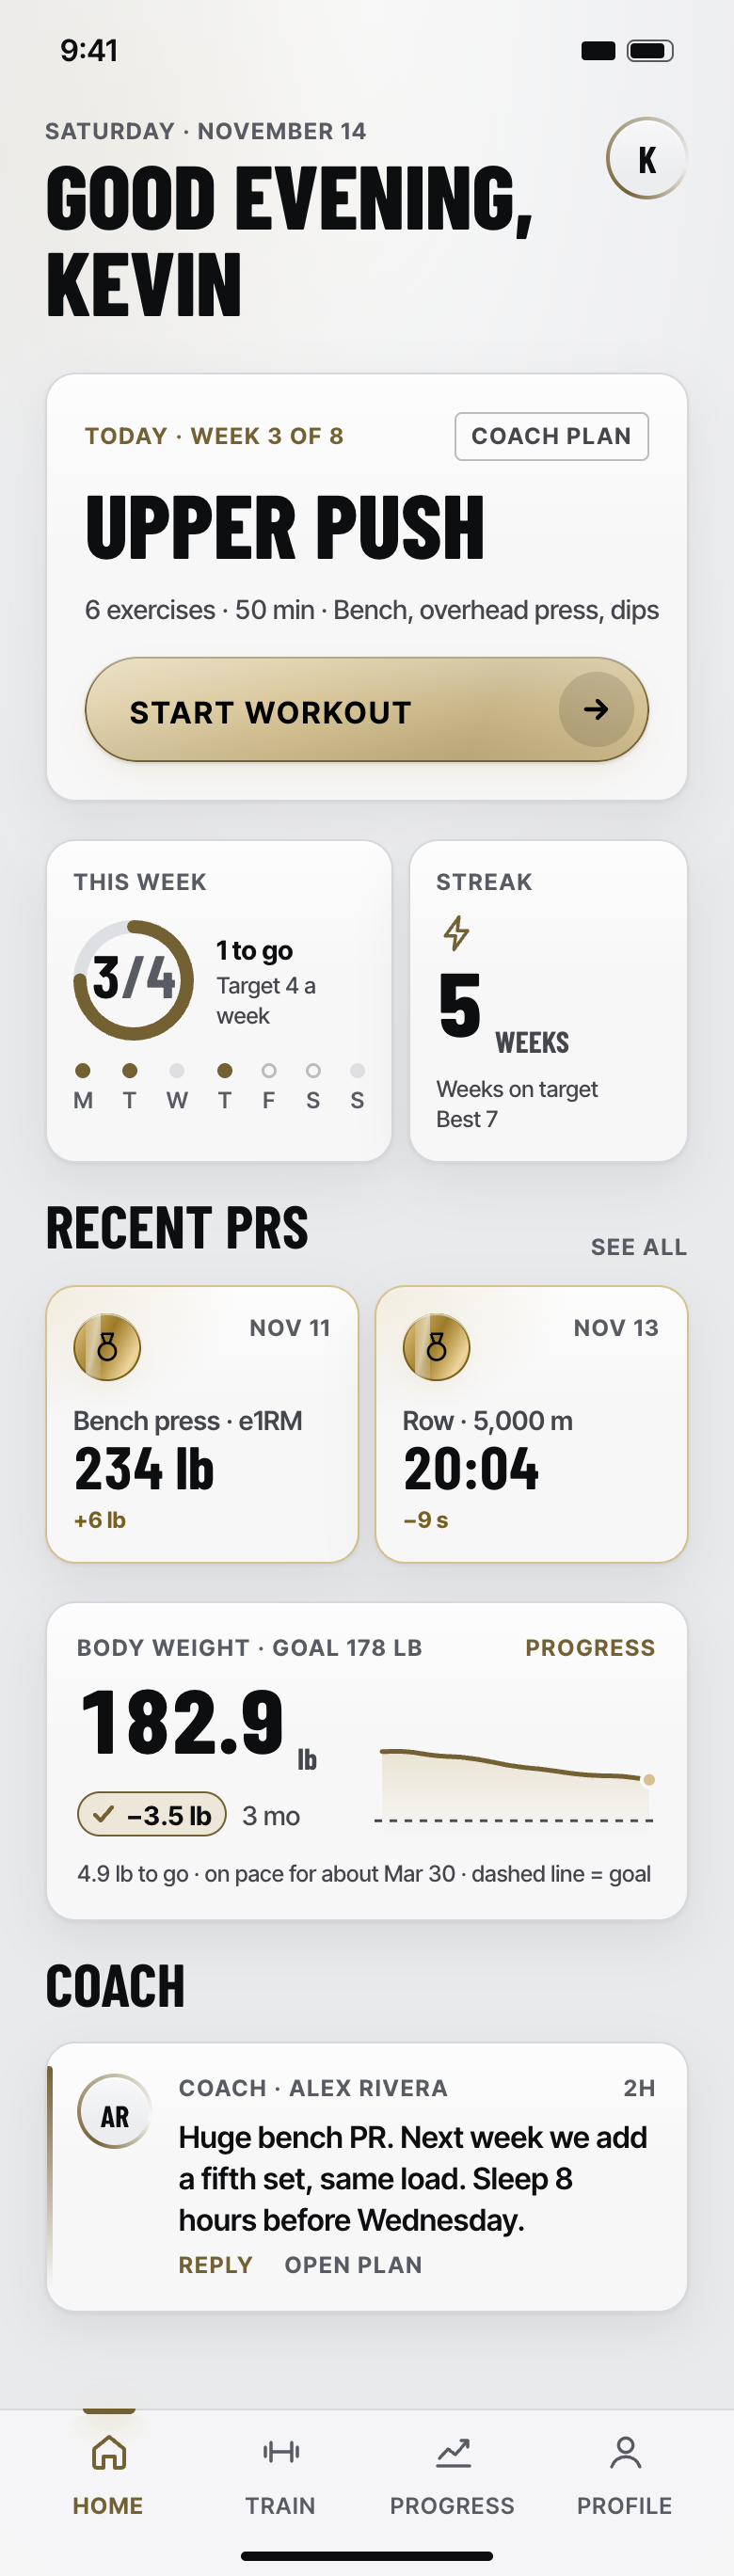 9:41
SATURDAY · NOVEMBER 14
K
GOOD EVENING,
KEVIN
TODAY · WEEK 3 OF 8
COACH PLAN
UPPER PUSH
6 exercises · 50 min · Bench, overhead press, dips
START WORKOUT
THIS WEEK
3/4
1 to go
Target 4 a
week
M T W T F S S
STREAK
5 WEEKS
Weeks on target
Best 7
RECENT PRS
SEE ALL
NOV 11
Bench press · e1RM
234 lb
+6 lb
NOV 13
Row · 5,000 m
20:04
−9 s
BODY WEIGHT · GOAL 178 LB
PROGRESS
182.9 lb
−3.5 lb 3 mo
4.9 lb to go · on pace for about Mar 30 · dashed line = goal
COACH
AR
COACH · ALEX RIVERA
2H
Huge bench PR. Next week we add
a fifth set, same load. Sleep 8
hours before Wednesday.
REPLY OPEN PLAN
HOME TRAIN PROGRESS PROFILE